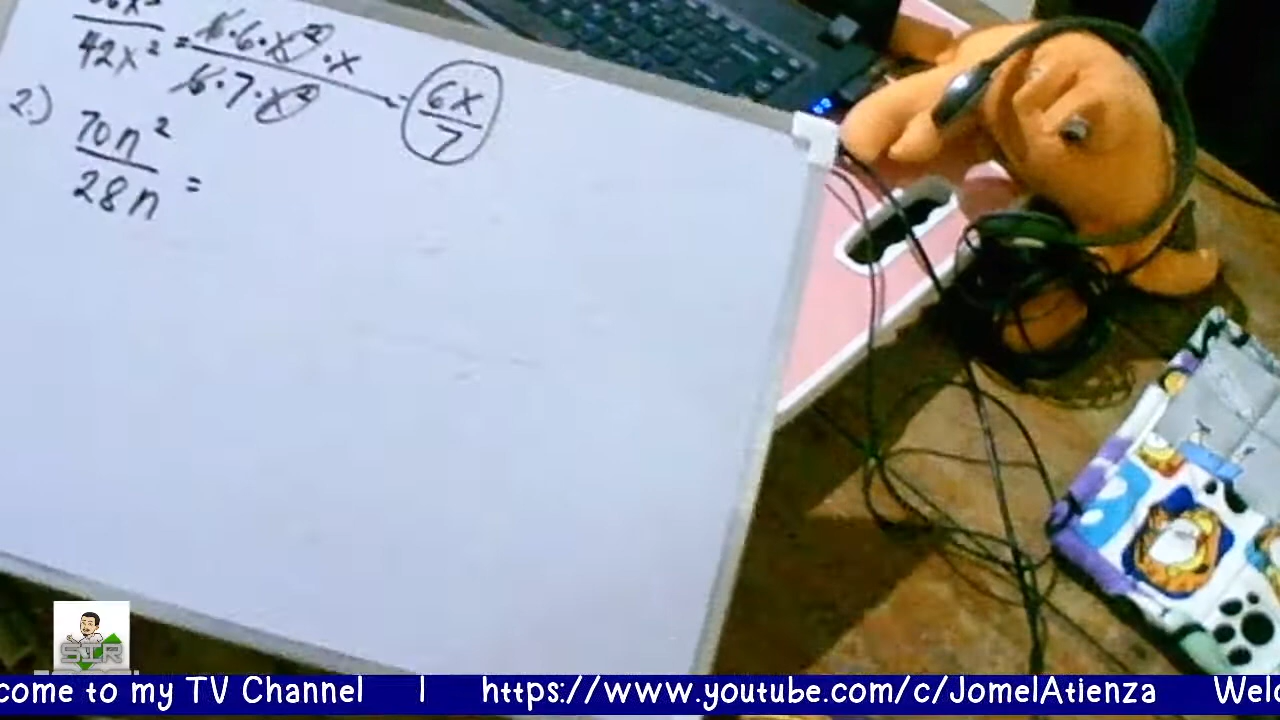 42x² = 6·6·x²·x / 6·7·x² 6x/7
2.) 70n² / 28n =
SIR
come to my TV Channel | https://www.youtube.com/c/JomelAtienza Welc